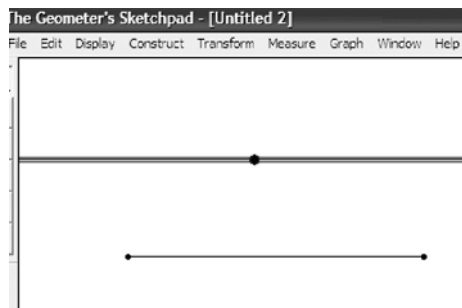 The Geometer's Sketchpad - [Untitled 2]
File Edit Display Construct Transform Measure Graph Window Help